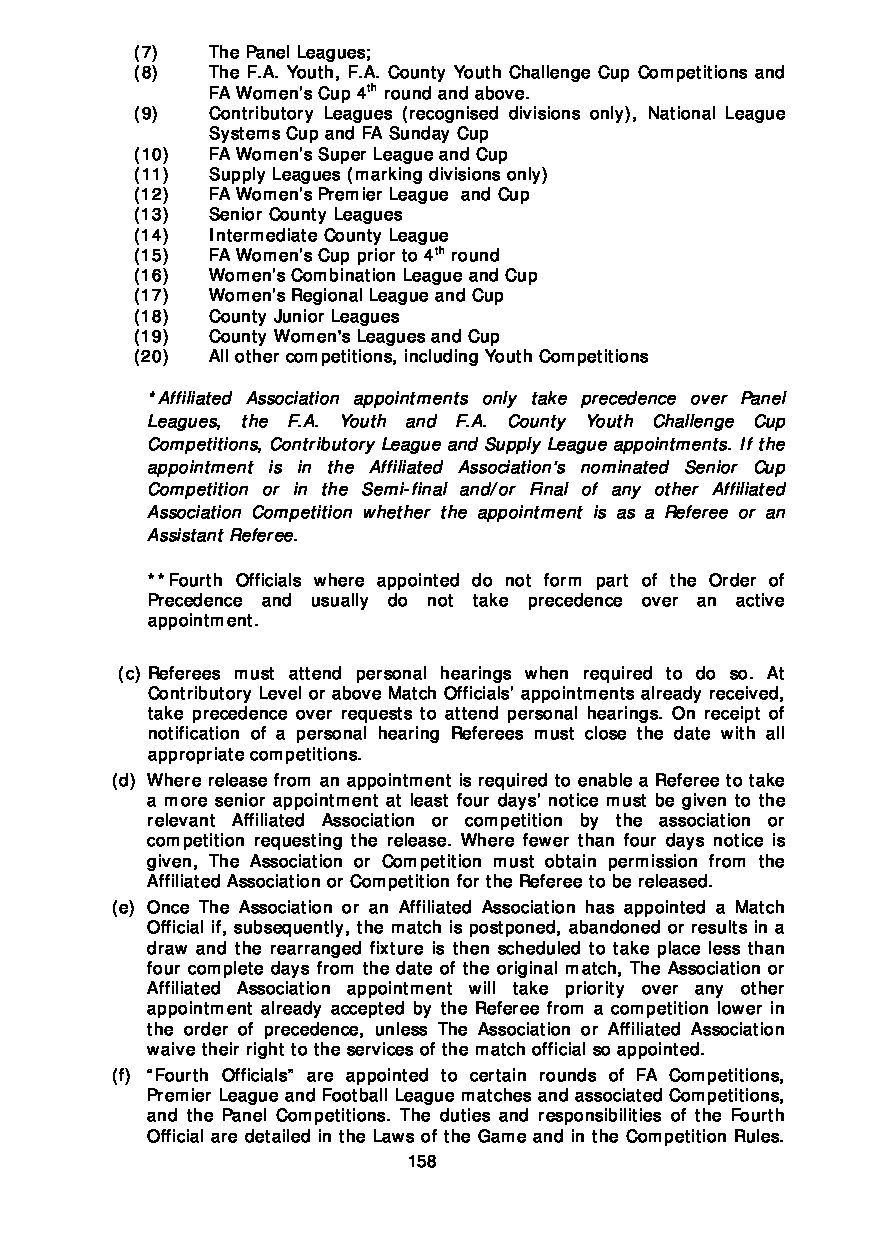 (7) The Panel Leagues;
(8) The F.A. Youth, F.A. County Youth Challenge Cup Competitions and
FA Women's Cup 4th round and above.
(9) Contributory Leagues (recognised divisions only), National League
Systems Cup and FA Sunday Cup
(10) FA Women's Super League and Cup
(11) Supply Leagues (marking divisions only)
(12) FA Women's Premier League and Cup
(13) Senior County Leagues
(14) Intermediate County League
(15) FA Women's Cup prior to 4th round
(16) Women's Combination League and Cup
(17) Women's Regional League and Cup
(18) County Junior Leagues
(19) County Women's Leagues and Cup
(20) All other competitions, including Youth Competitions
*Affiliated Association appointments only take precedence over Panel
Leagues, the F.A. Youth and F.A. County Youth Challenge Cup
Competitions, Contributory League and Supply League appointments. If the
appointment is in the Affiliated Association's nominated Senior Cup
Competition or in the Semi-final and/or Final of any other Affiliated
Association Competition whether the appointment is as a Referee or an
Assistant Referee.
**Fourth Officials where appointed do not form part of the Order of
Precedence and usually do not take precedence over an active
appointment.
(c) Referees must attend personal hearings when required to do so. At
Contributory Level or above Match Officials' appointments already received,
take precedence over requests to attend personal hearings. On receipt of
notification of a personal hearing Referees must close the date with all
appropriate competitions.
(d) Where release from an appointment is required to enable a Referee to take
a more senior appointment at least four days' notice must be given to the
relevant Affiliated Association or competition by the association or
competition requesting the release. Where fewer than four days notice is
given, The Association or Competition must obtain permission from the
Affiliated Association or Competition for the Referee to be released.
(e) Once The Association or an Affiliated Association has appointed a Match
Official if, subsequently, the match is postponed, abandoned or results in a
draw and the rearranged fixture is then scheduled to take place less than
four complete days from the date of the original match, The Association or
Affiliated Association appointment will take priority over any other
appointment already accepted by the Referee from a competition lower in
the order of precedence, unless The Association or Affiliated Association
waive their right to the services of the match official so appointed.
(f) “Fourth Officials” are appointed to certain rounds of FA Competitions,
Premier League and Football League matches and associated Competitions,
and the Panel Competitions. The duties and responsibilities of the Fourth
Official are detailed in the Laws of the Game and in the Competition Rules.
158